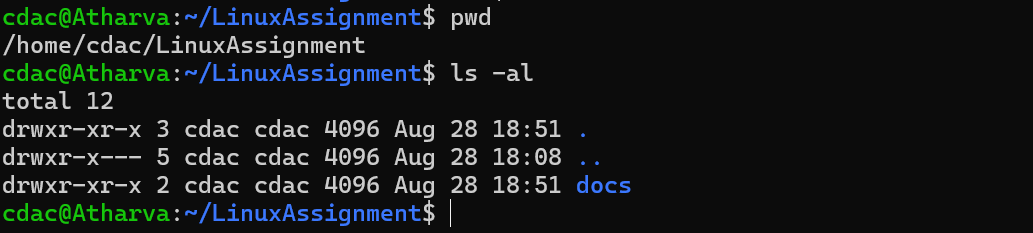 cdac@Atharva:~/LinuxAssignment$ pwd
/home/cdac/LinuxAssignment
cdac@Atharva:~/LinuxAssignment$ ls -al
total 12
drwxr-xr-x 3 cdac cdac 4096 Aug 28 18:51 .
drwxr-x--- 5 cdac cdac 4096 Aug 28 18:08 ..
drwxr-xr-x 2 cdac cdac 4096 Aug 28 18:51 docs
cdac@Atharva:~/LinuxAssignment$